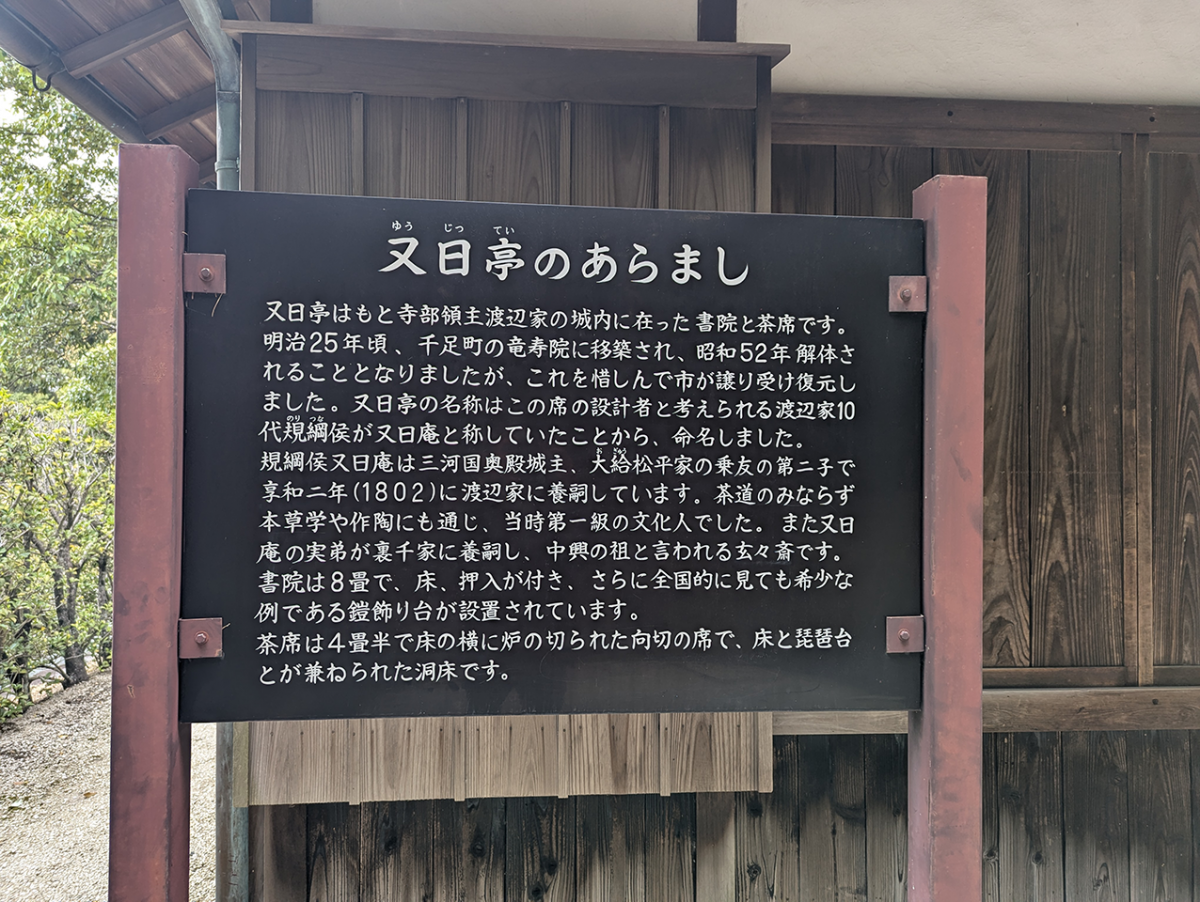 ゆう じつ てい
又日亭のあらまし
又日亭はもと寺部領主渡辺家の城内に在った書院と茶席です。
明治25年頃、千足町の竜寿院に移築され、昭和52年解体さ
れることとなりましたが、これを惜しんで市が譲り受け復元し
ました。又日亭の名称はこの席の設計者と考えられる渡辺家10
のり つな
代規綱侯が又日庵と称していたことから、命名しました。
お ぎゅう
規綱侯又日庵は三河国奥殿城主、大給松平家の乗友の第二子で
享和二年(1802)に渡辺家に養嗣しています。茶道のみならず
本草学や作陶にも通じ、当時第一級の文化人でした。また又日
庵の実弟が裏千家に養嗣し、中興の祖と言われる玄々斎です。
書院は8畳で、床、押入が付き、さらに全国的に見ても希少な
例である鎧飾り台が設置されています。
茶席は4畳半で床の横に炉の切られた向切の席で、床と琵琶台
とが兼ねられた洞床です。